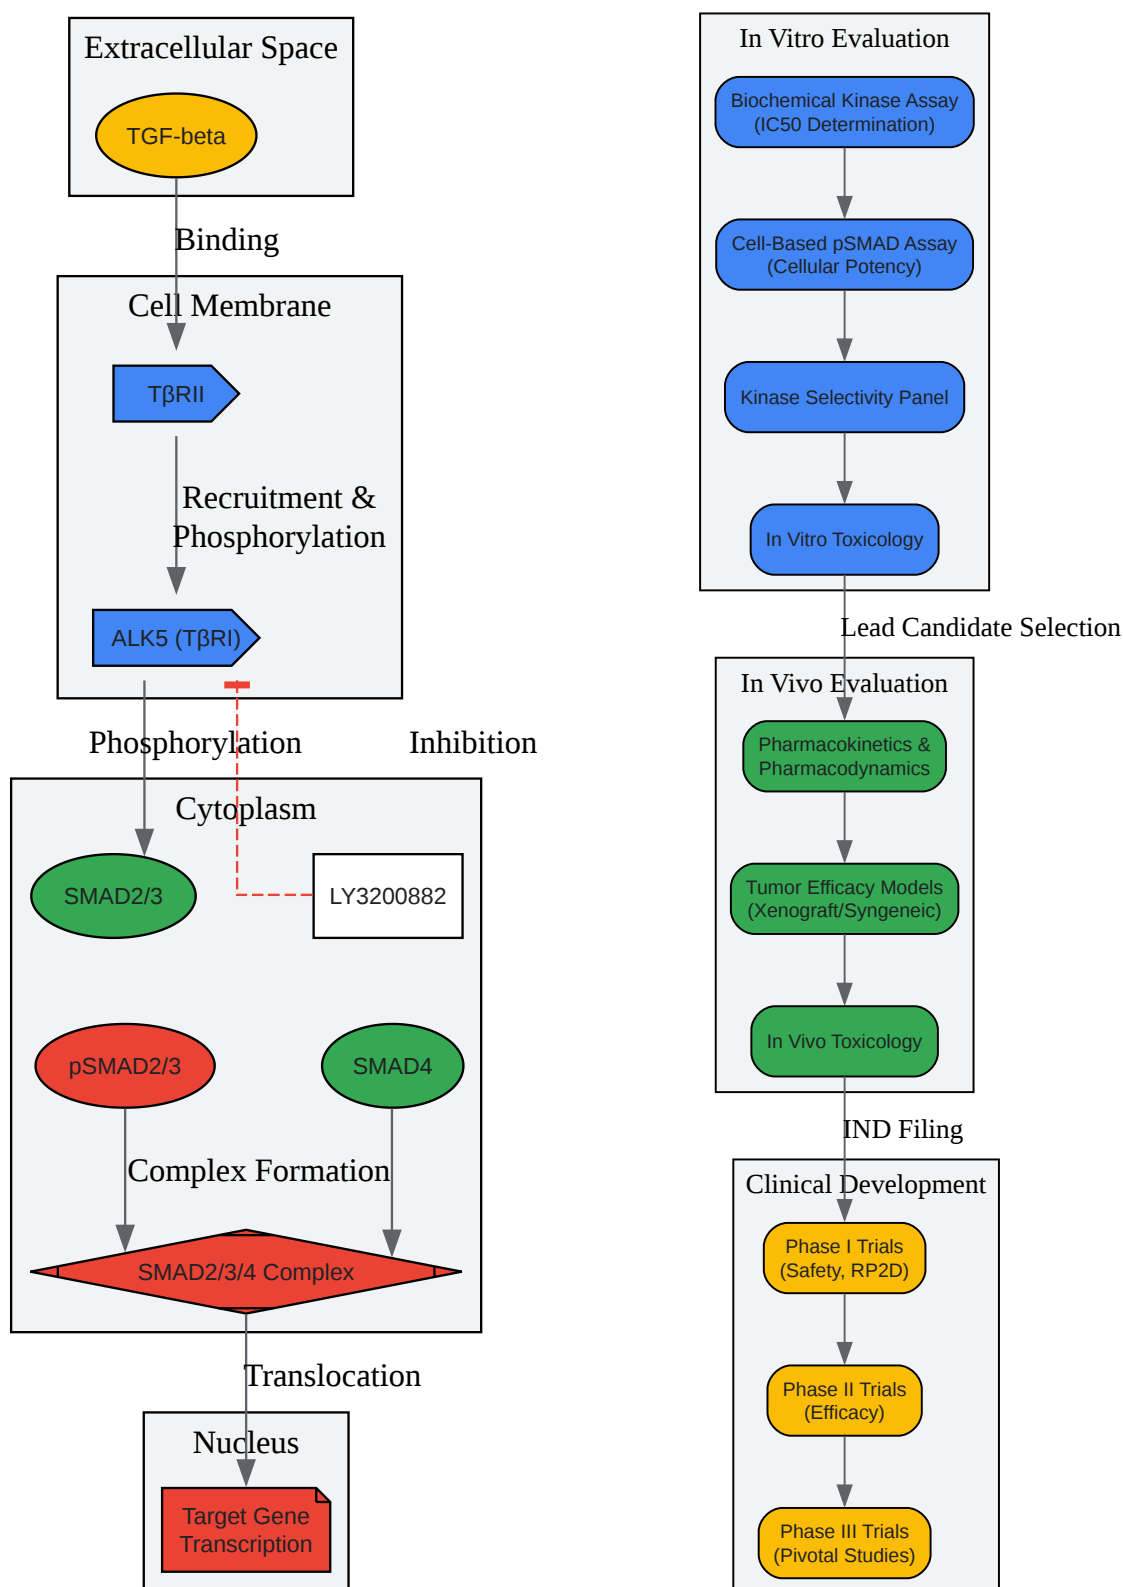 Extracellular Space
TGF-beta
Binding
Cell Membrane
TβRII
Recruitment &
Phosphorylation
ALK5 (TβRI)
Phosphorylation
Inhibition
Cytoplasm
SMAD2/3
LY3200882
pSMAD2/3
SMAD4
Complex Formation
SMAD2/3/4 Complex
Translocation
Nucleus
Target Gene
Transcription
In Vitro Evaluation
Biochemical Kinase Assay
(IC50 Determination)
Cell-Based pSMAD Assay
(Cellular Potency)
Kinase Selectivity Panel
In Vitro Toxicology
Lead Candidate Selection
In Vivo Evaluation
Pharmacokinetics &
Pharmacodynamics
Tumor Efficacy Models
(Xenograft/Syngeneic)
In Vivo Toxicology
IND Filing
Clinical Development
Phase I Trials
(Safety, RP2D)
Phase II Trials
(Efficacy)
Phase III Trials
(Pivotal Studies)